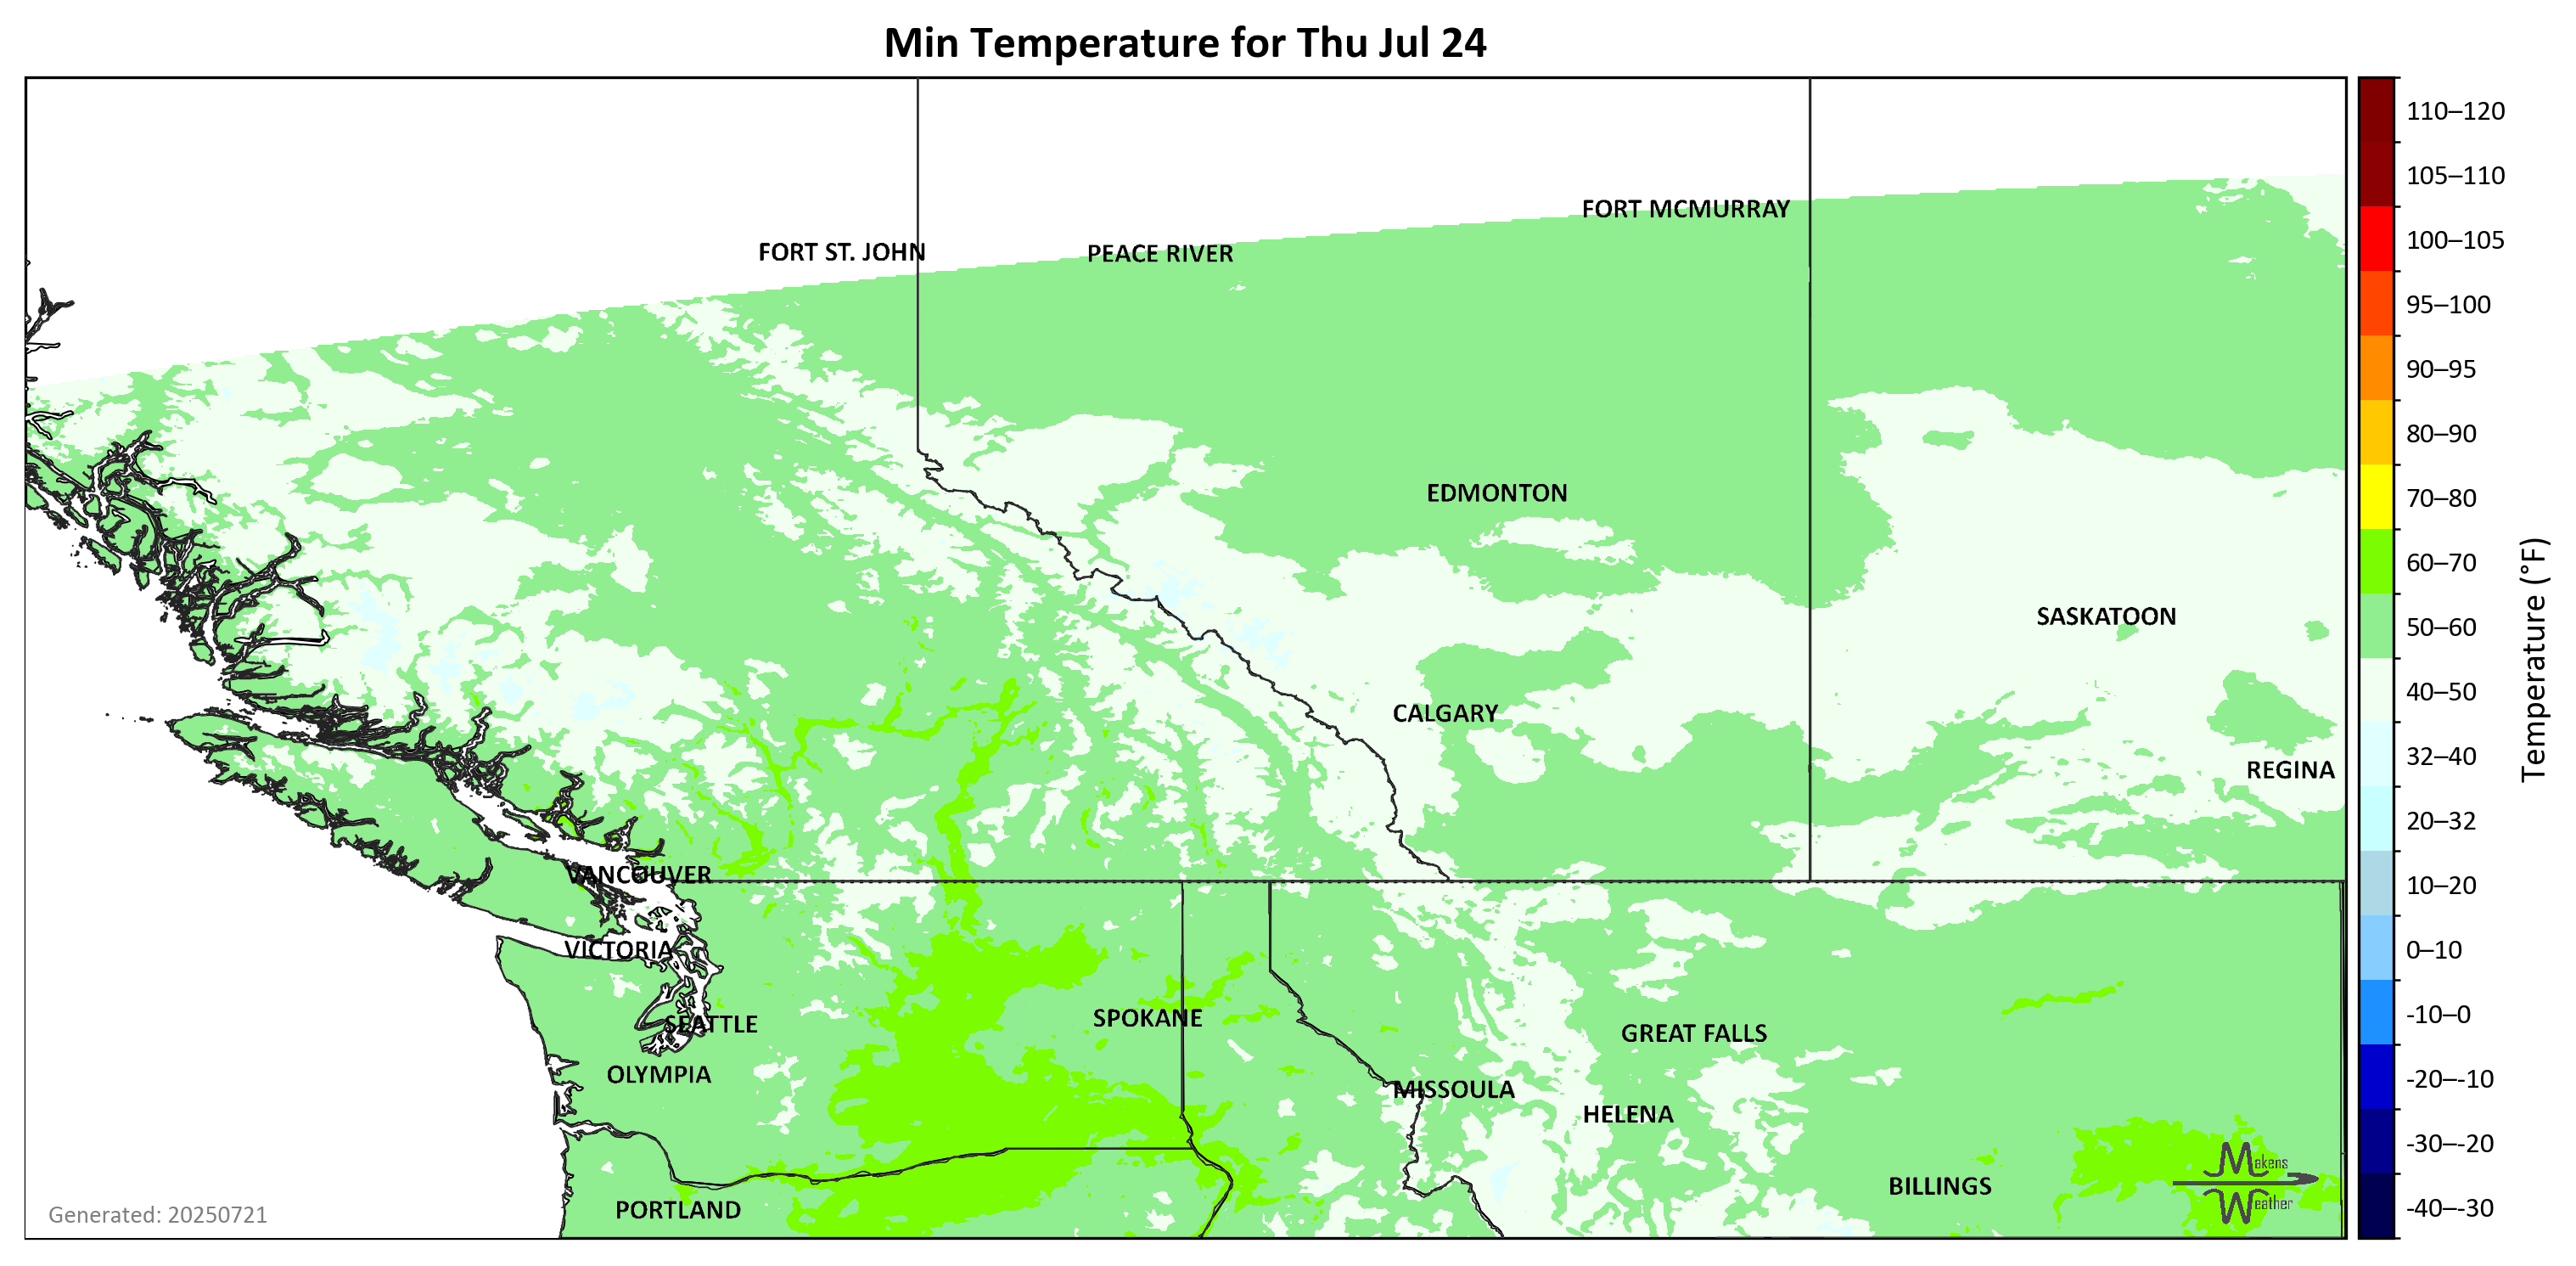 Min Temperature for Thu Jul 24
110–120
105–110
100–105
95–100
90–95
80–90
70–80
60–70
50–60
40–50
32–40
20–32
10–20
0–10
-10–0
-20–-10
-30–-20
-40–-30
Temperature (°F)
FORT MCMURRAY
FORT ST. JOHN
PEACE RIVER
EDMONTON
SASKATOON
CALGARY
REGINA
VANCOUVER
VICTORIA
SPOKANE
SEATTLE
GREAT FALLS
OLYMPIA
MISSOULA
HELENA
BILLINGS
PORTLAND
Makens
Weather
Generated: 20250721